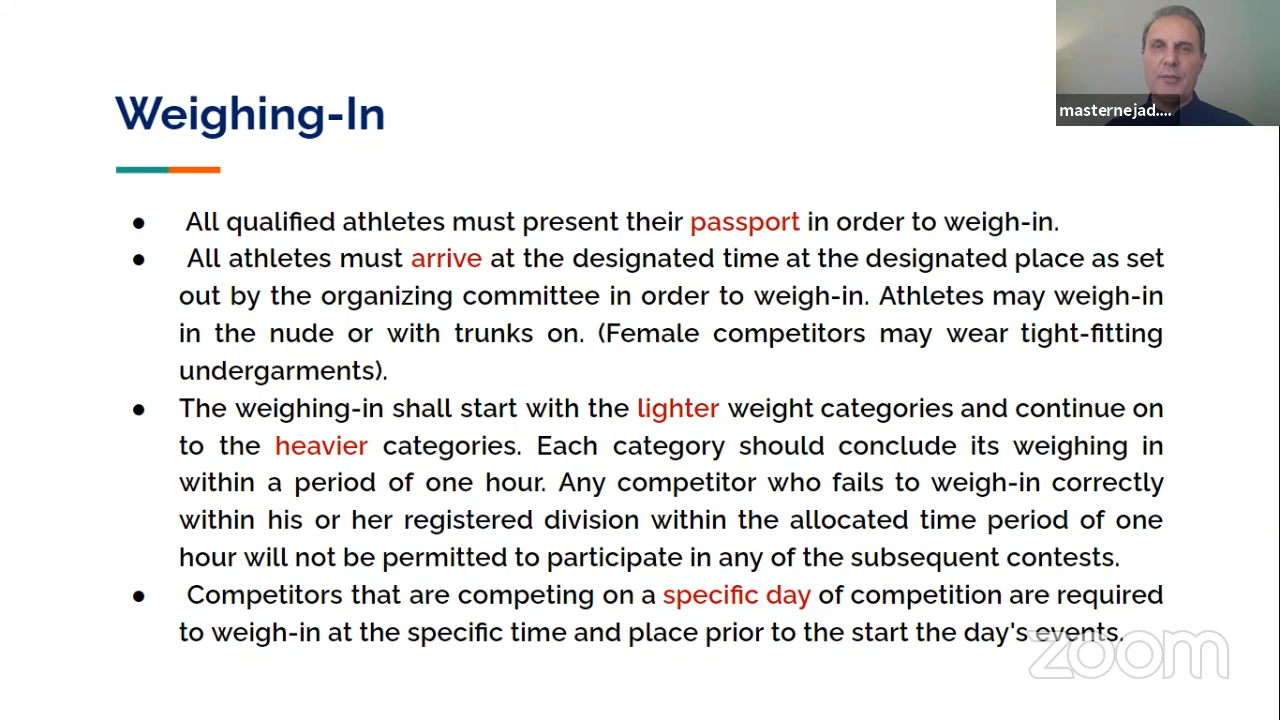 masternejad....
Weighing-In
● All qualified athletes must present their passport in order to weigh-in.
● All athletes must arrive at the designated time at the designated place as set
out by the organizing committee in order to weigh-in. Athletes may weigh-in
in the nude or with trunks on. (Female competitors may wear tight-fitting
undergarments).
● The weighing-in shall start with the lighter weight categories and continue on
to the heavier categories. Each category should conclude its weighing in
within a period of one hour. Any competitor who fails to weigh-in correctly
within his or her registered division within the allocated time period of one
hour will not be permitted to participate in any of the subsequent contests.
● Competitors that are competing on a specific day of competition are required
to weigh-in at the specific time and place prior to the start the day's events.
zoom